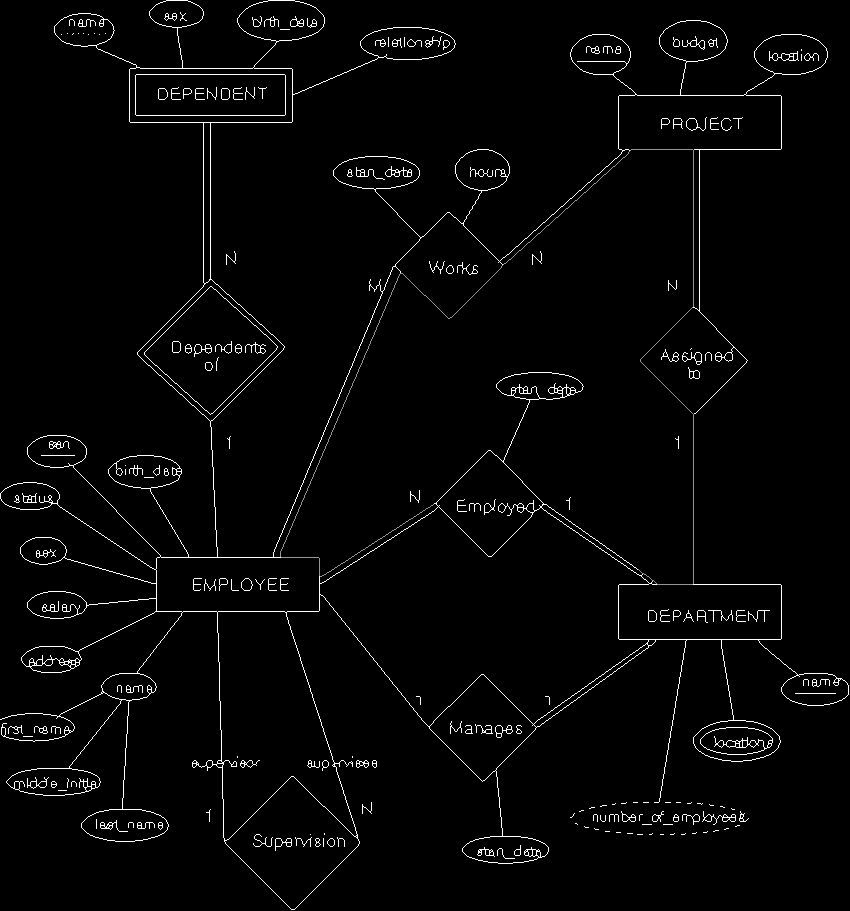 name
sex
birth_date
relationship
DEPENDENT
name
budget
location
PROJECT
start_date
hours
Works
N
M
N
N
Dependents
of
Assigned
to
1
1
start_date
ssn
birth_date
status
sex
salary
address
EMPLOYEE
N
Employed
1
DEPARTMENT
name
first_name
middle_initla
last_name
1
Manages
1
name
locations
number_of_employees
supervisor
supervisee
1
N
Supervision
start_date